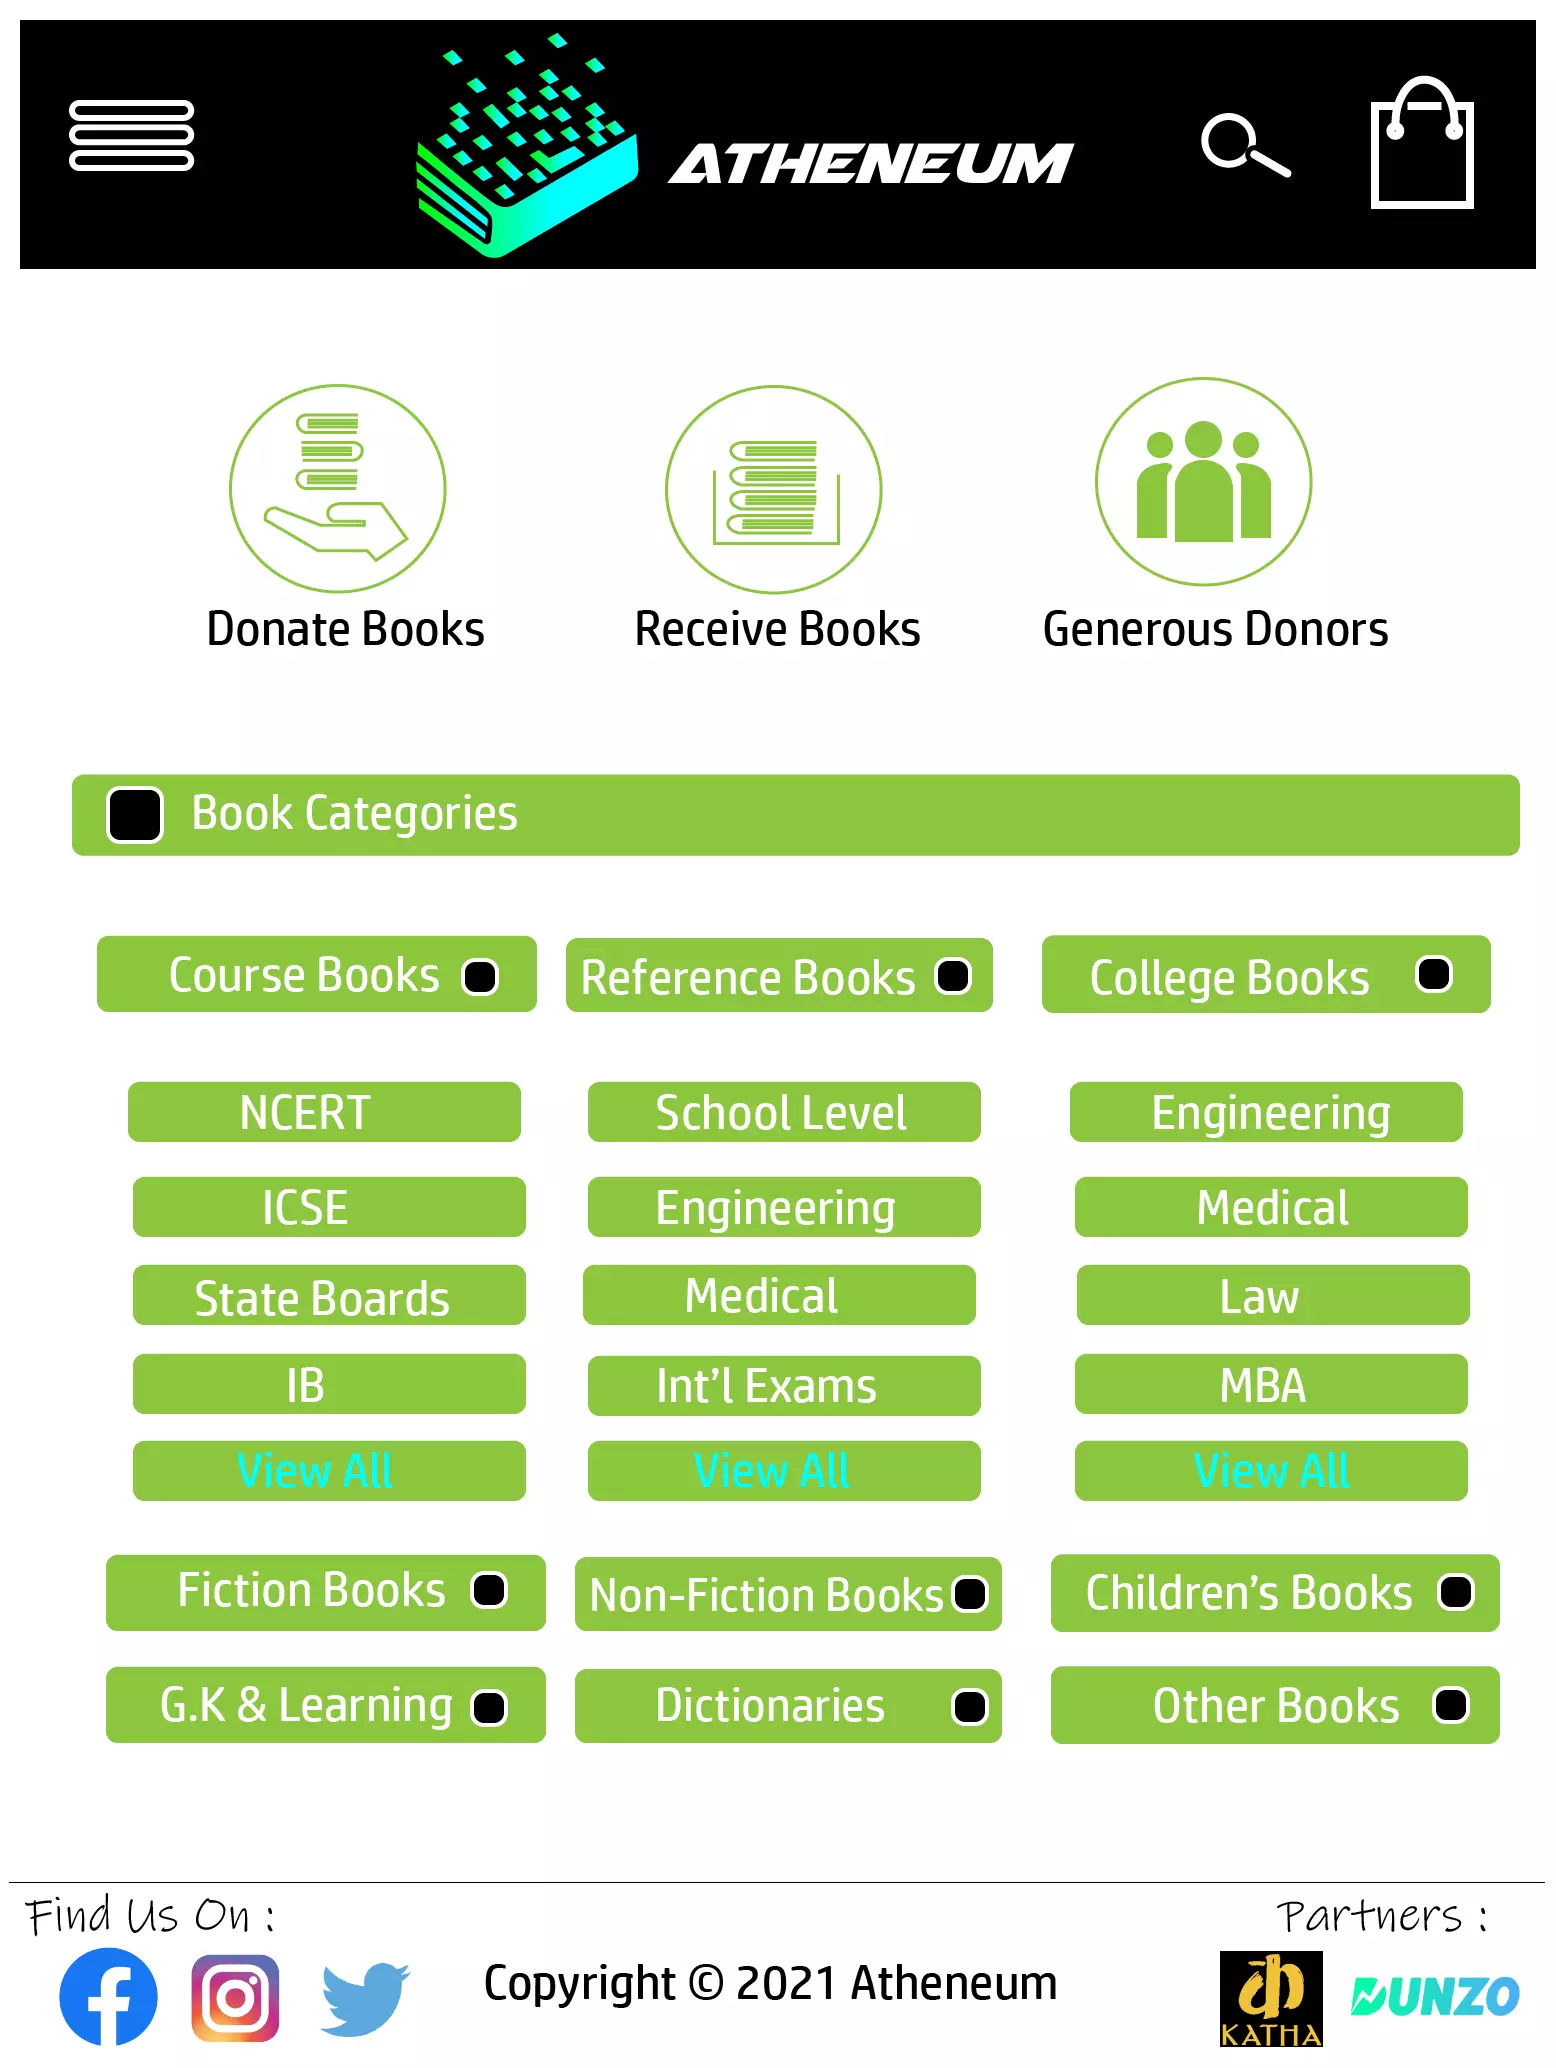 ATHENEUM
Donate Books
Receive Books
Generous Donors
Book Categories
Course Books
Reference Books
College Books
NCERT
School Level
Engineering
ICSE
Engineering
Medical
State Boards
Medical
Law
IB
Int’l Exams
MBA
View All
View All
View All
Fiction Books
Non-Fiction Books
Children’s Books
G.K & Learning
Dictionaries
Other Books
Find Us On :
Partners :
Copyright © 2021 Atheneum
क
KATHA
DUNZO